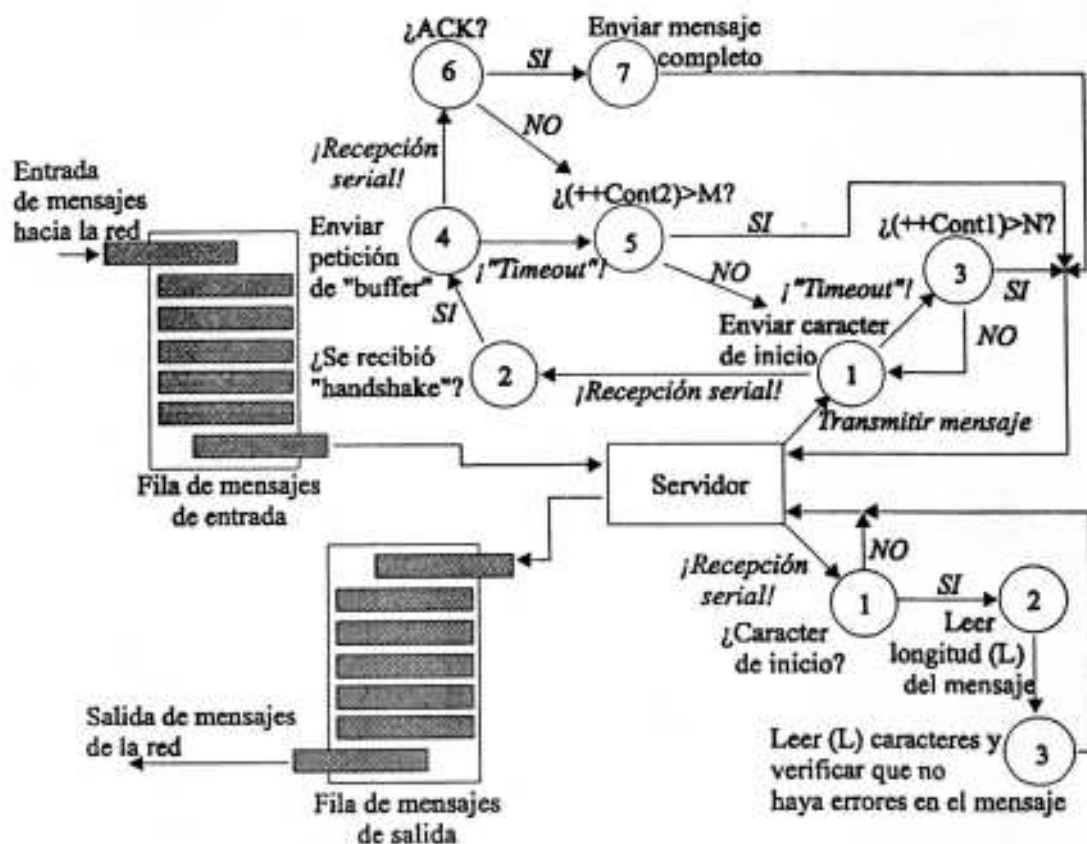 ¿ACK?
6
SI
7
Enviar mensaje
completo
NO
¡Recepción
serial!
Entrada
de mensajes
hacia la red
Enviar
petición
de "buffer"
4
¡"Timeout"!
¿(++Cont2)>M?
5
SI
NO
¿(++Cont1)>N?
3
SI
¡"Timeout"!
NO
Enviar caracter
de inicio
1
SI
¿Se recibió
"handshake"?
2
¡Recepción serial!
Transmitir mensaje
Servidor
Fila de mensajes
de entrada
¡Recepción
serial!
NO
1
SI
2
¿Caracter
de inicio?
Leer
longitud (L)
del mensaje
Leer (L) caracteres y
verificar que no
haya errores en el mensaje
3
Salida de mensajes
de la red
Fila de mensajes
de salida